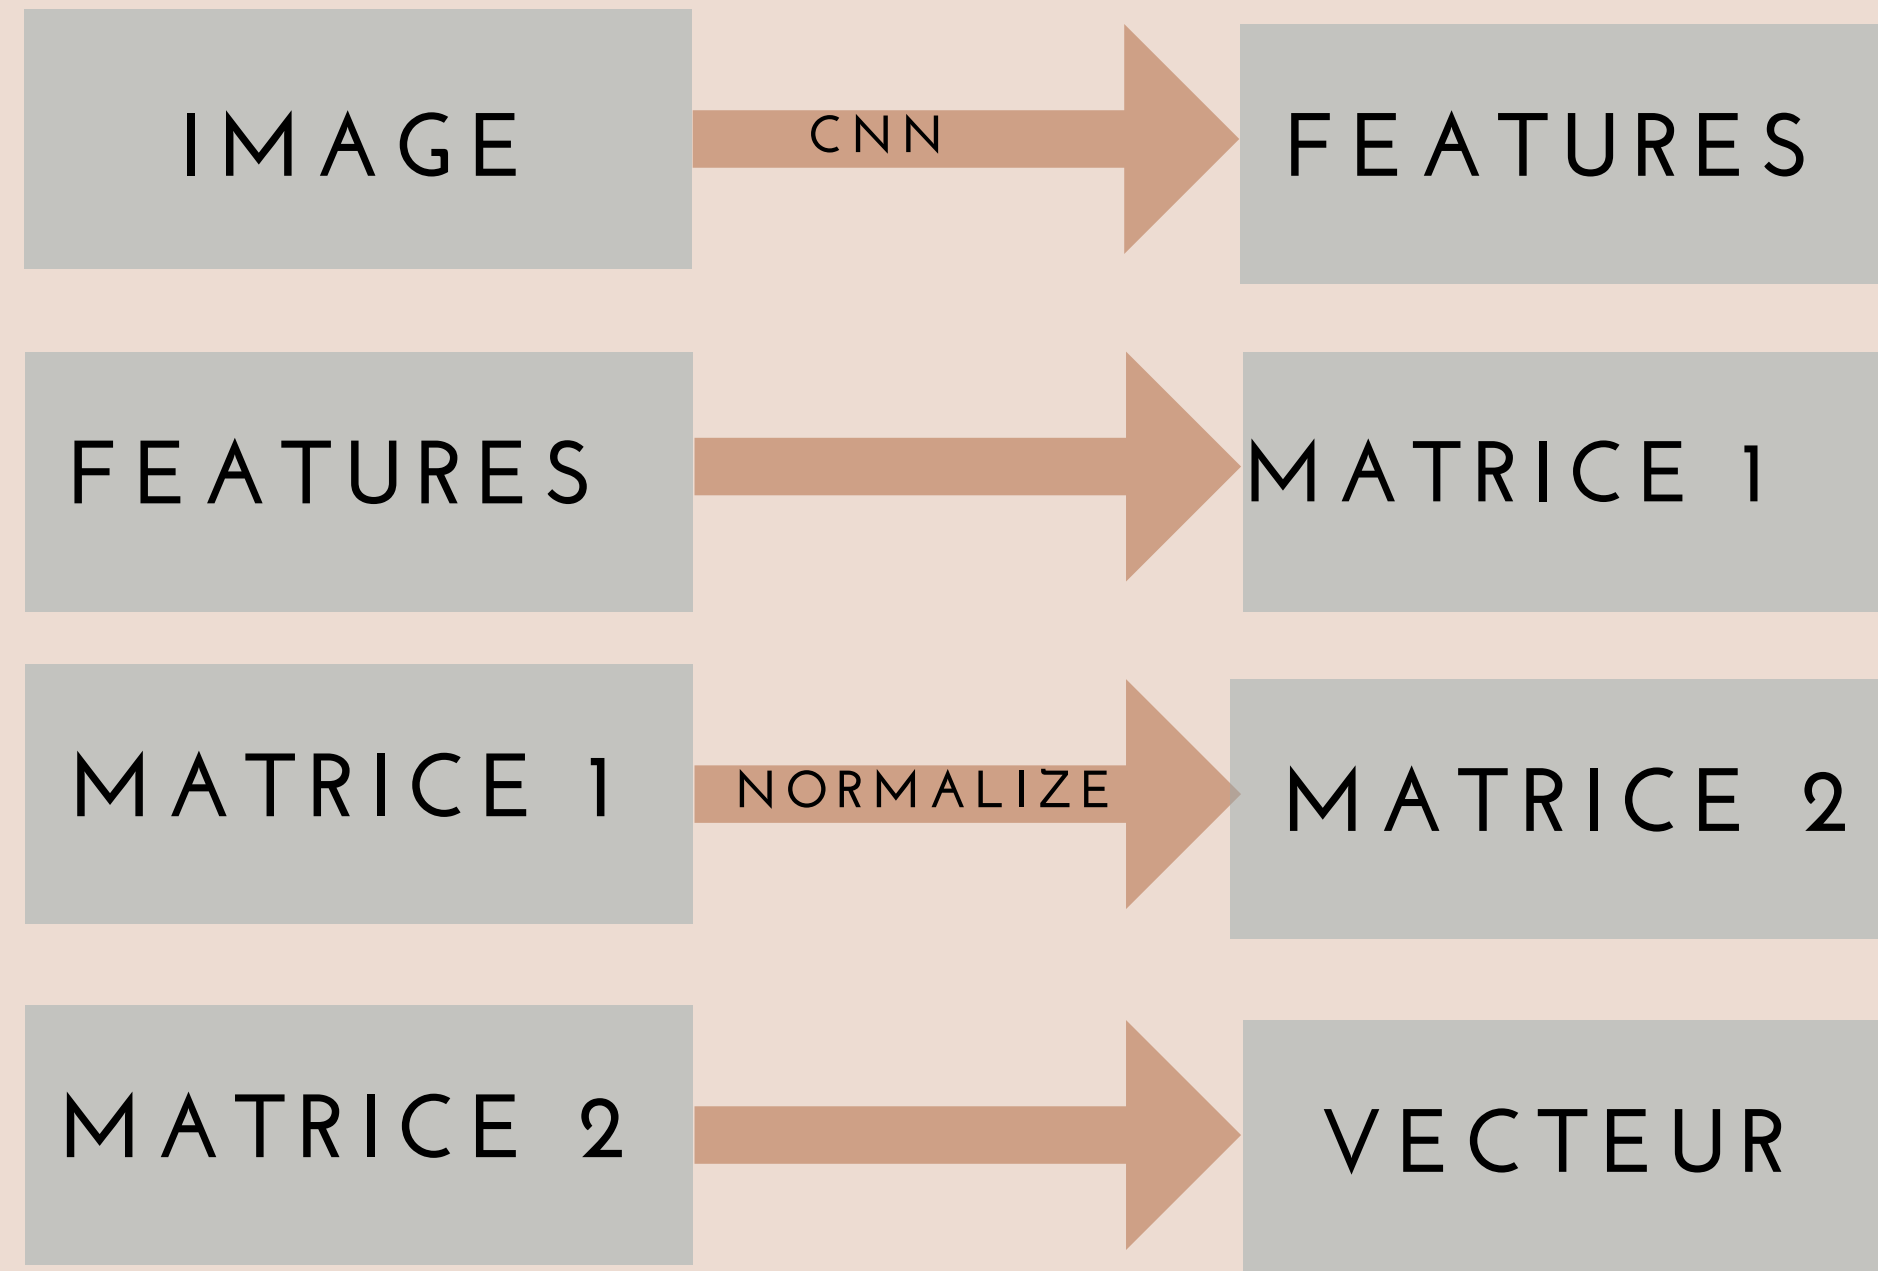 IMAGE
CNN
FEATURES
FEATURES
MATRICE 1
MATRICE 1
NORMALIZE
MATRICE 2
MATRICE 2
VECTEUR